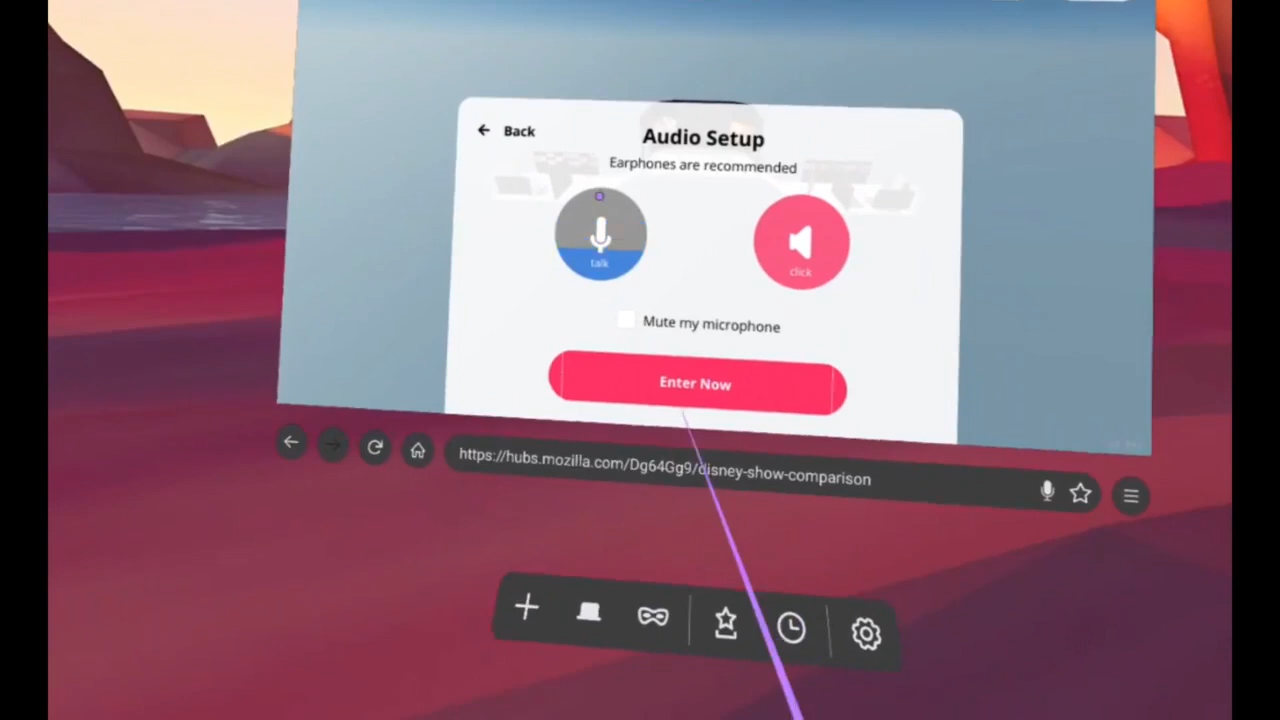 Back
Audio Setup
Earphones are recommended
talk
click
Mute my microphone
Enter Now
https://hubs.mozilla.com/Dg64Gg9/disney-show-comparison